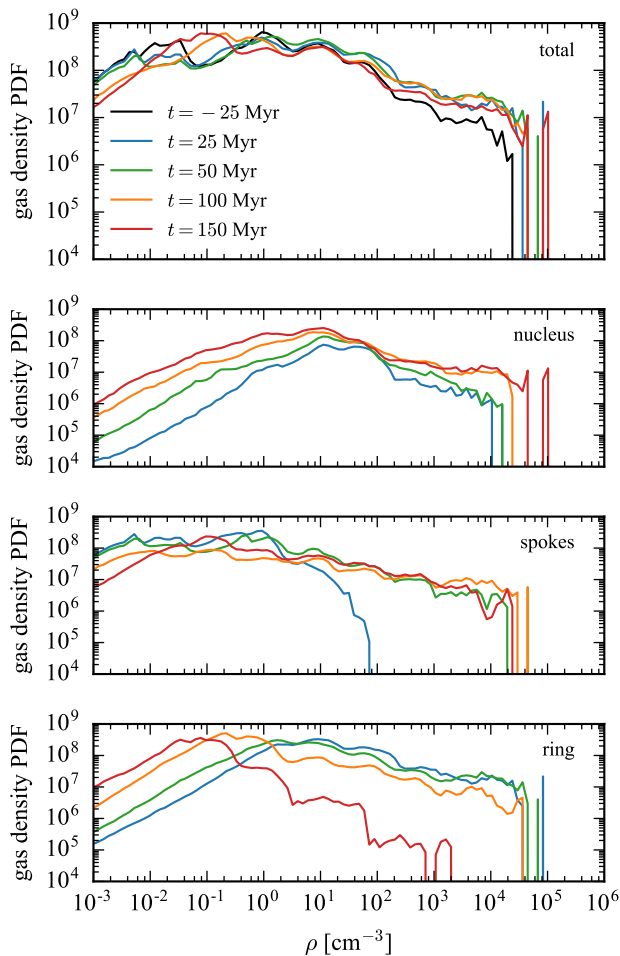 10^9
10^8
10^7
10^6
10^5
10^4
gas density PDF
total
t = −25 Myr
t = 25 Myr
t = 50 Myr
t = 100 Myr
t = 150 Myr
10^9
10^8
10^7
10^6
10^5
10^4
gas density PDF
nucleus
10^9
10^8
10^7
10^6
10^5
10^4
gas density PDF
spokes
10^9
10^8
10^7
10^6
10^5
10^4
gas density PDF
ring
10^-3 10^-2 10^-1 10^0 10^1 10^2 10^3 10^4 10^5 10^6
ρ [cm^−3]